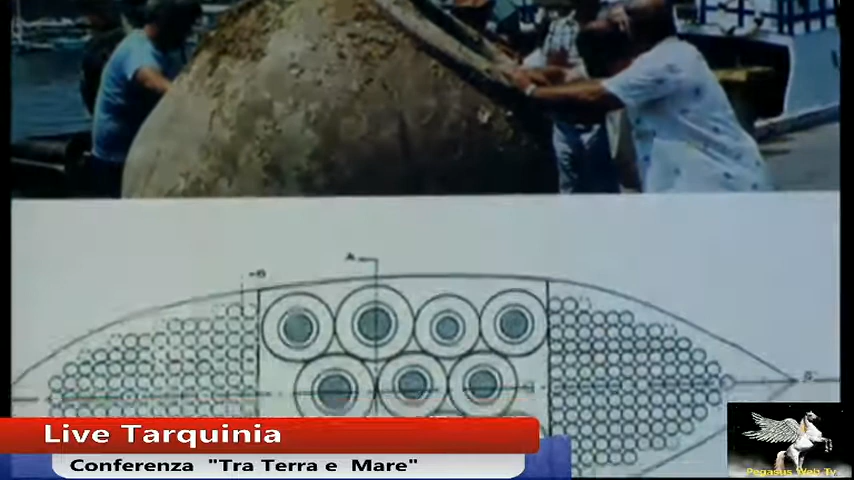 A
B
B'
Live Tarquinia
Conferenza "Tra Terra e Mare"
Pegasus Web Tv